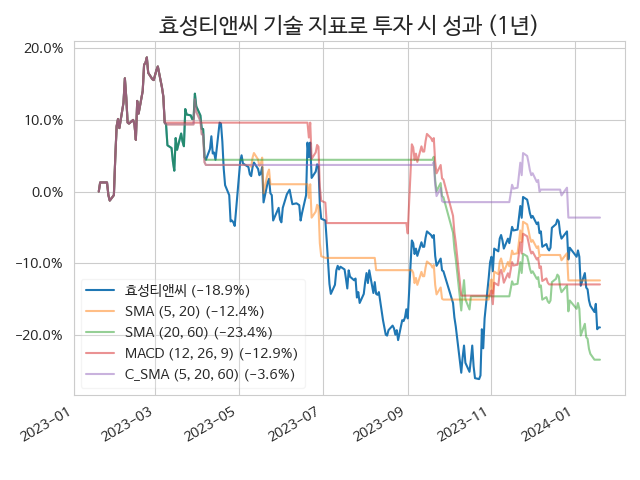 효성티앤씨 기술 지표로 투자 시 성과 (1년)
20.0%
10.0%
0.0%
−10.0%
−20.0%
효성티앤씨 (−18.9%)
SMA (5, 20) (−12.4%)
SMA (20, 60) (−23.4%)
MACD (12, 26, 9) (−12.9%)
C_SMA (5, 20, 60) (−3.6%)
2023−01
2023−03
2023−05
2023−07
2023−09
2023−11
2024−01